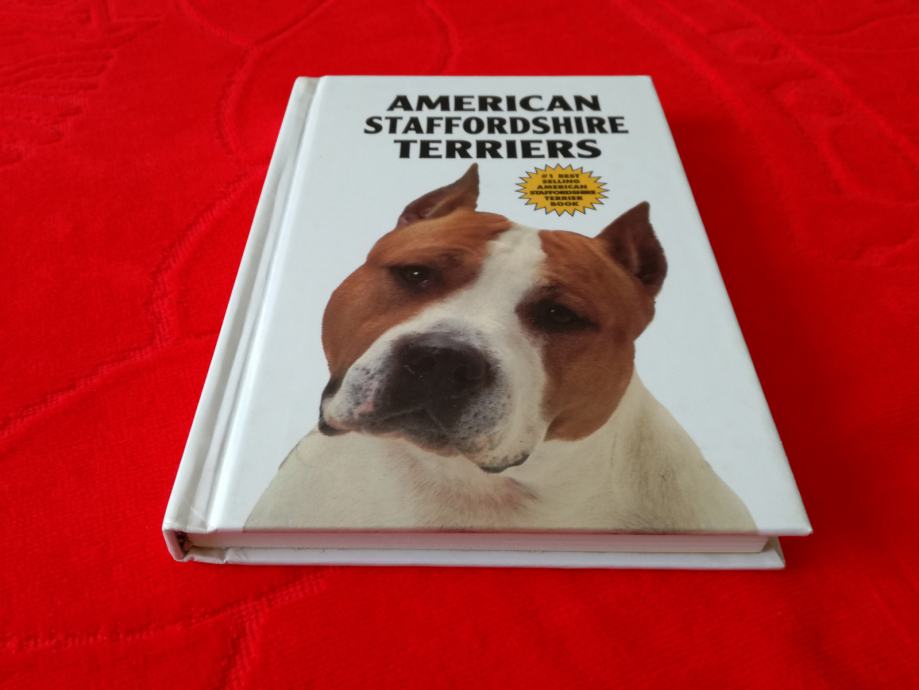 AMERICAN
STAFFORDSHIRE
TERRIERS
#1 BEST
SELLING
AMERICAN
STAFFORDSHIRE
TERRIER
BOOK